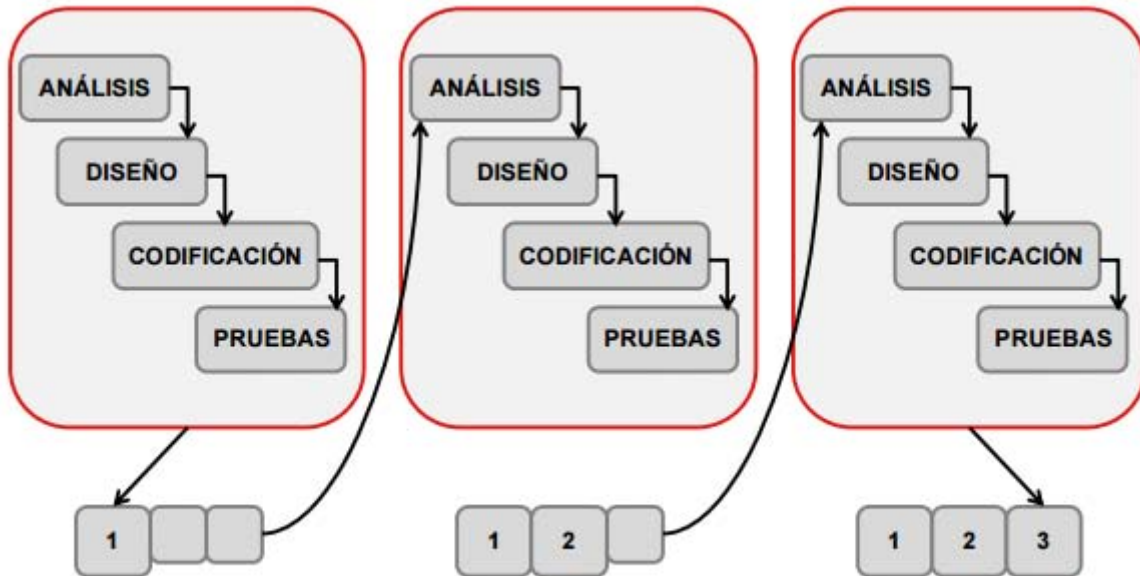 ANÁLISIS
DISEÑO
CODIFICACIÓN
PRUEBAS
1
ANÁLISIS
DISEÑO
CODIFICACIÓN
PRUEBAS
1 2
ANÁLISIS
DISEÑO
CODIFICACIÓN
PRUEBAS
1 2 3